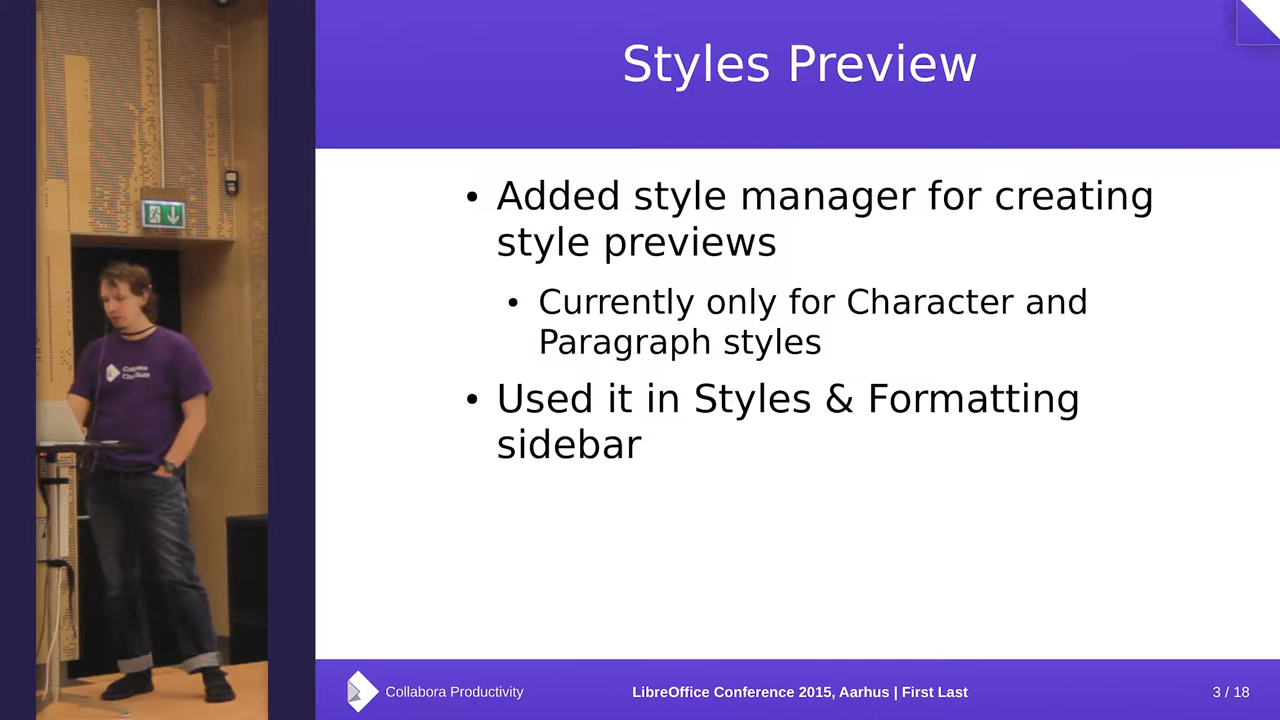 Styles Preview
• Added style manager for creating
style previews
• Currently only for Character and
Paragraph styles
• Used it in Styles & Formatting
sidebar
Collabora Productivity
LibreOffice Conference 2015, Aarhus | First Last
3 / 18